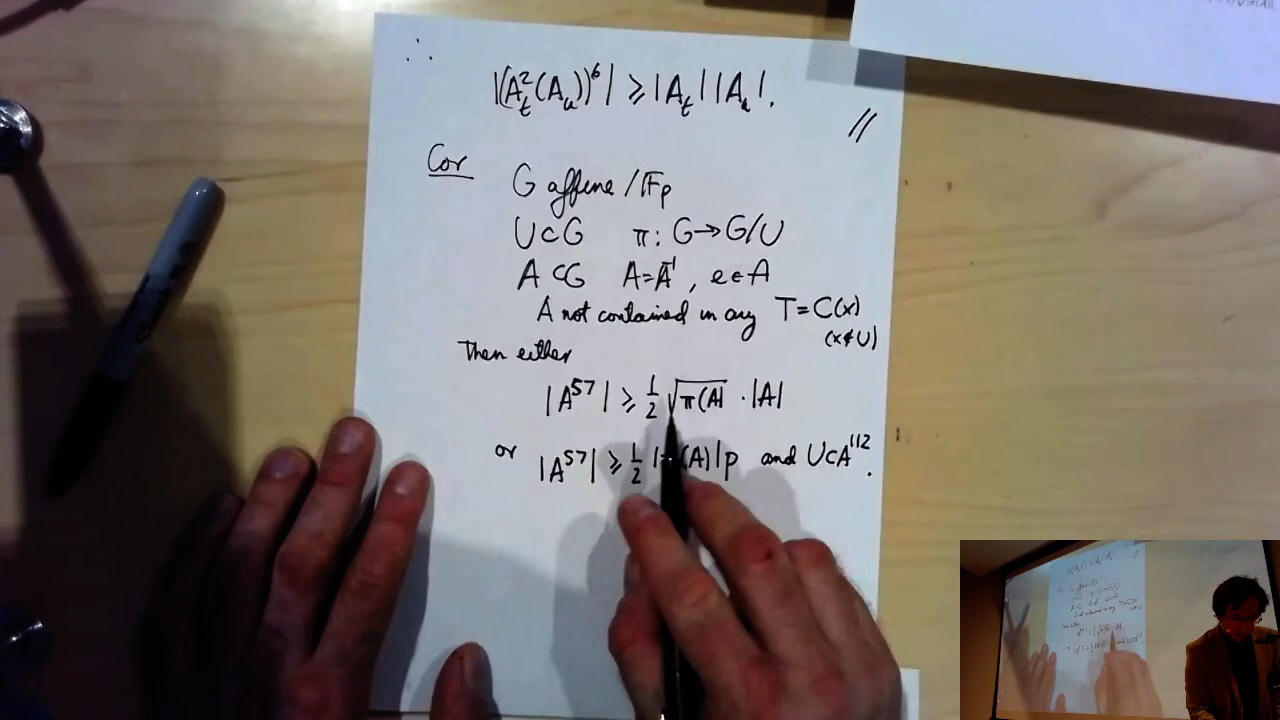 ∴
|(A_t^2(A_u))^6| ≥ |A_t||A_u|.
//
Cor G affine /𝔽p
U⊂G π: G→G/U
A⊂G A=A^-1, e∈A
A not contained in any T=C(x)
(x∉U)
Then either
|A^57| ≥ 1/2 √|π(A)| · |A|
or |A^57| ≥ 1/2 |π(A)|p and U⊂A^112.